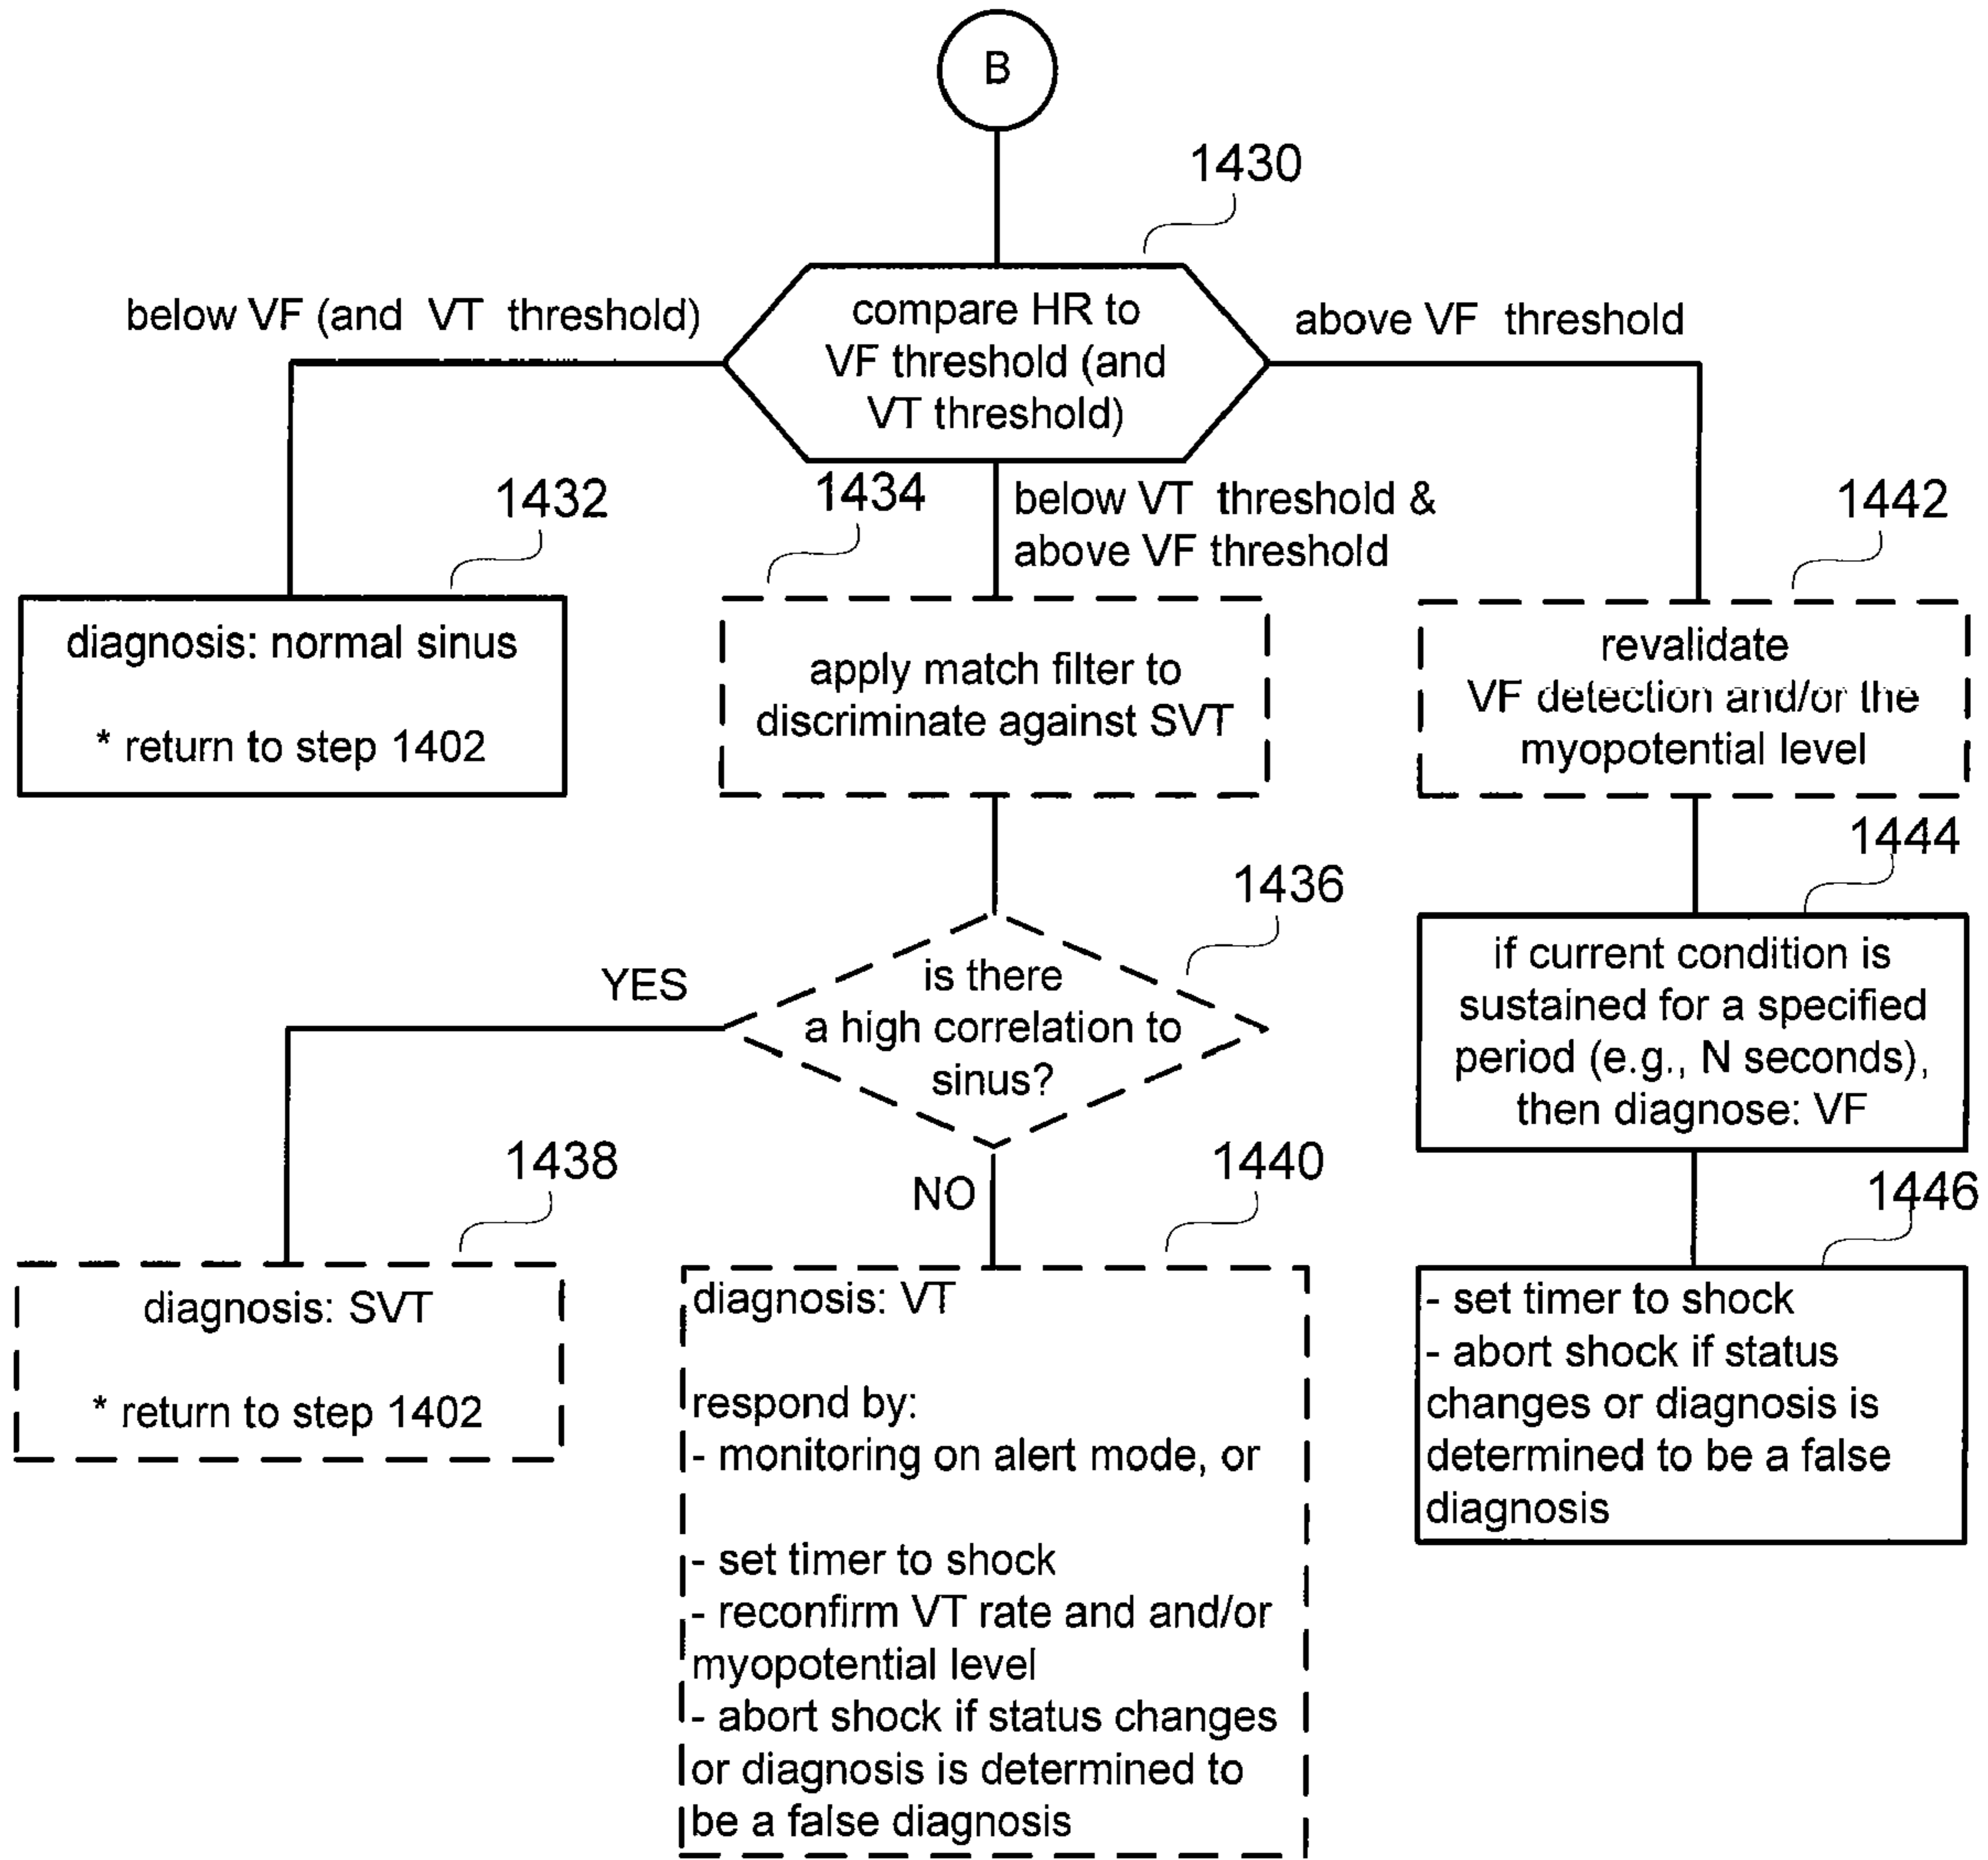 B
1430
below VF (and VT threshold)
compare HR to
VF threshold (and
VT threshold)
above VF threshold
1432
1434
below VT threshold &
above VF threshold
1442
diagnosis: normal sinus
* return to step 1402
apply match filter to
discriminate against SVT
revalidate
VF detection and/or the
myopotential level
1436
1444
YES
is there
a high correlation to
sinus?
if current condition is
sustained for a specified
period (e.g., N seconds),
then diagnose: VF
1438
NO
1440
1446
diagnosis: SVT
* return to step 1402
diagnosis: VT
respond by:
- monitoring on alert mode, or
- set timer to shock
- reconfirm VT rate and and/or
myopotential level
- abort shock if status changes
or diagnosis is determined to
be a false diagnosis
- set timer to shock
- abort shock if status
changes or diagnosis is
determined to be a false
diagnosis